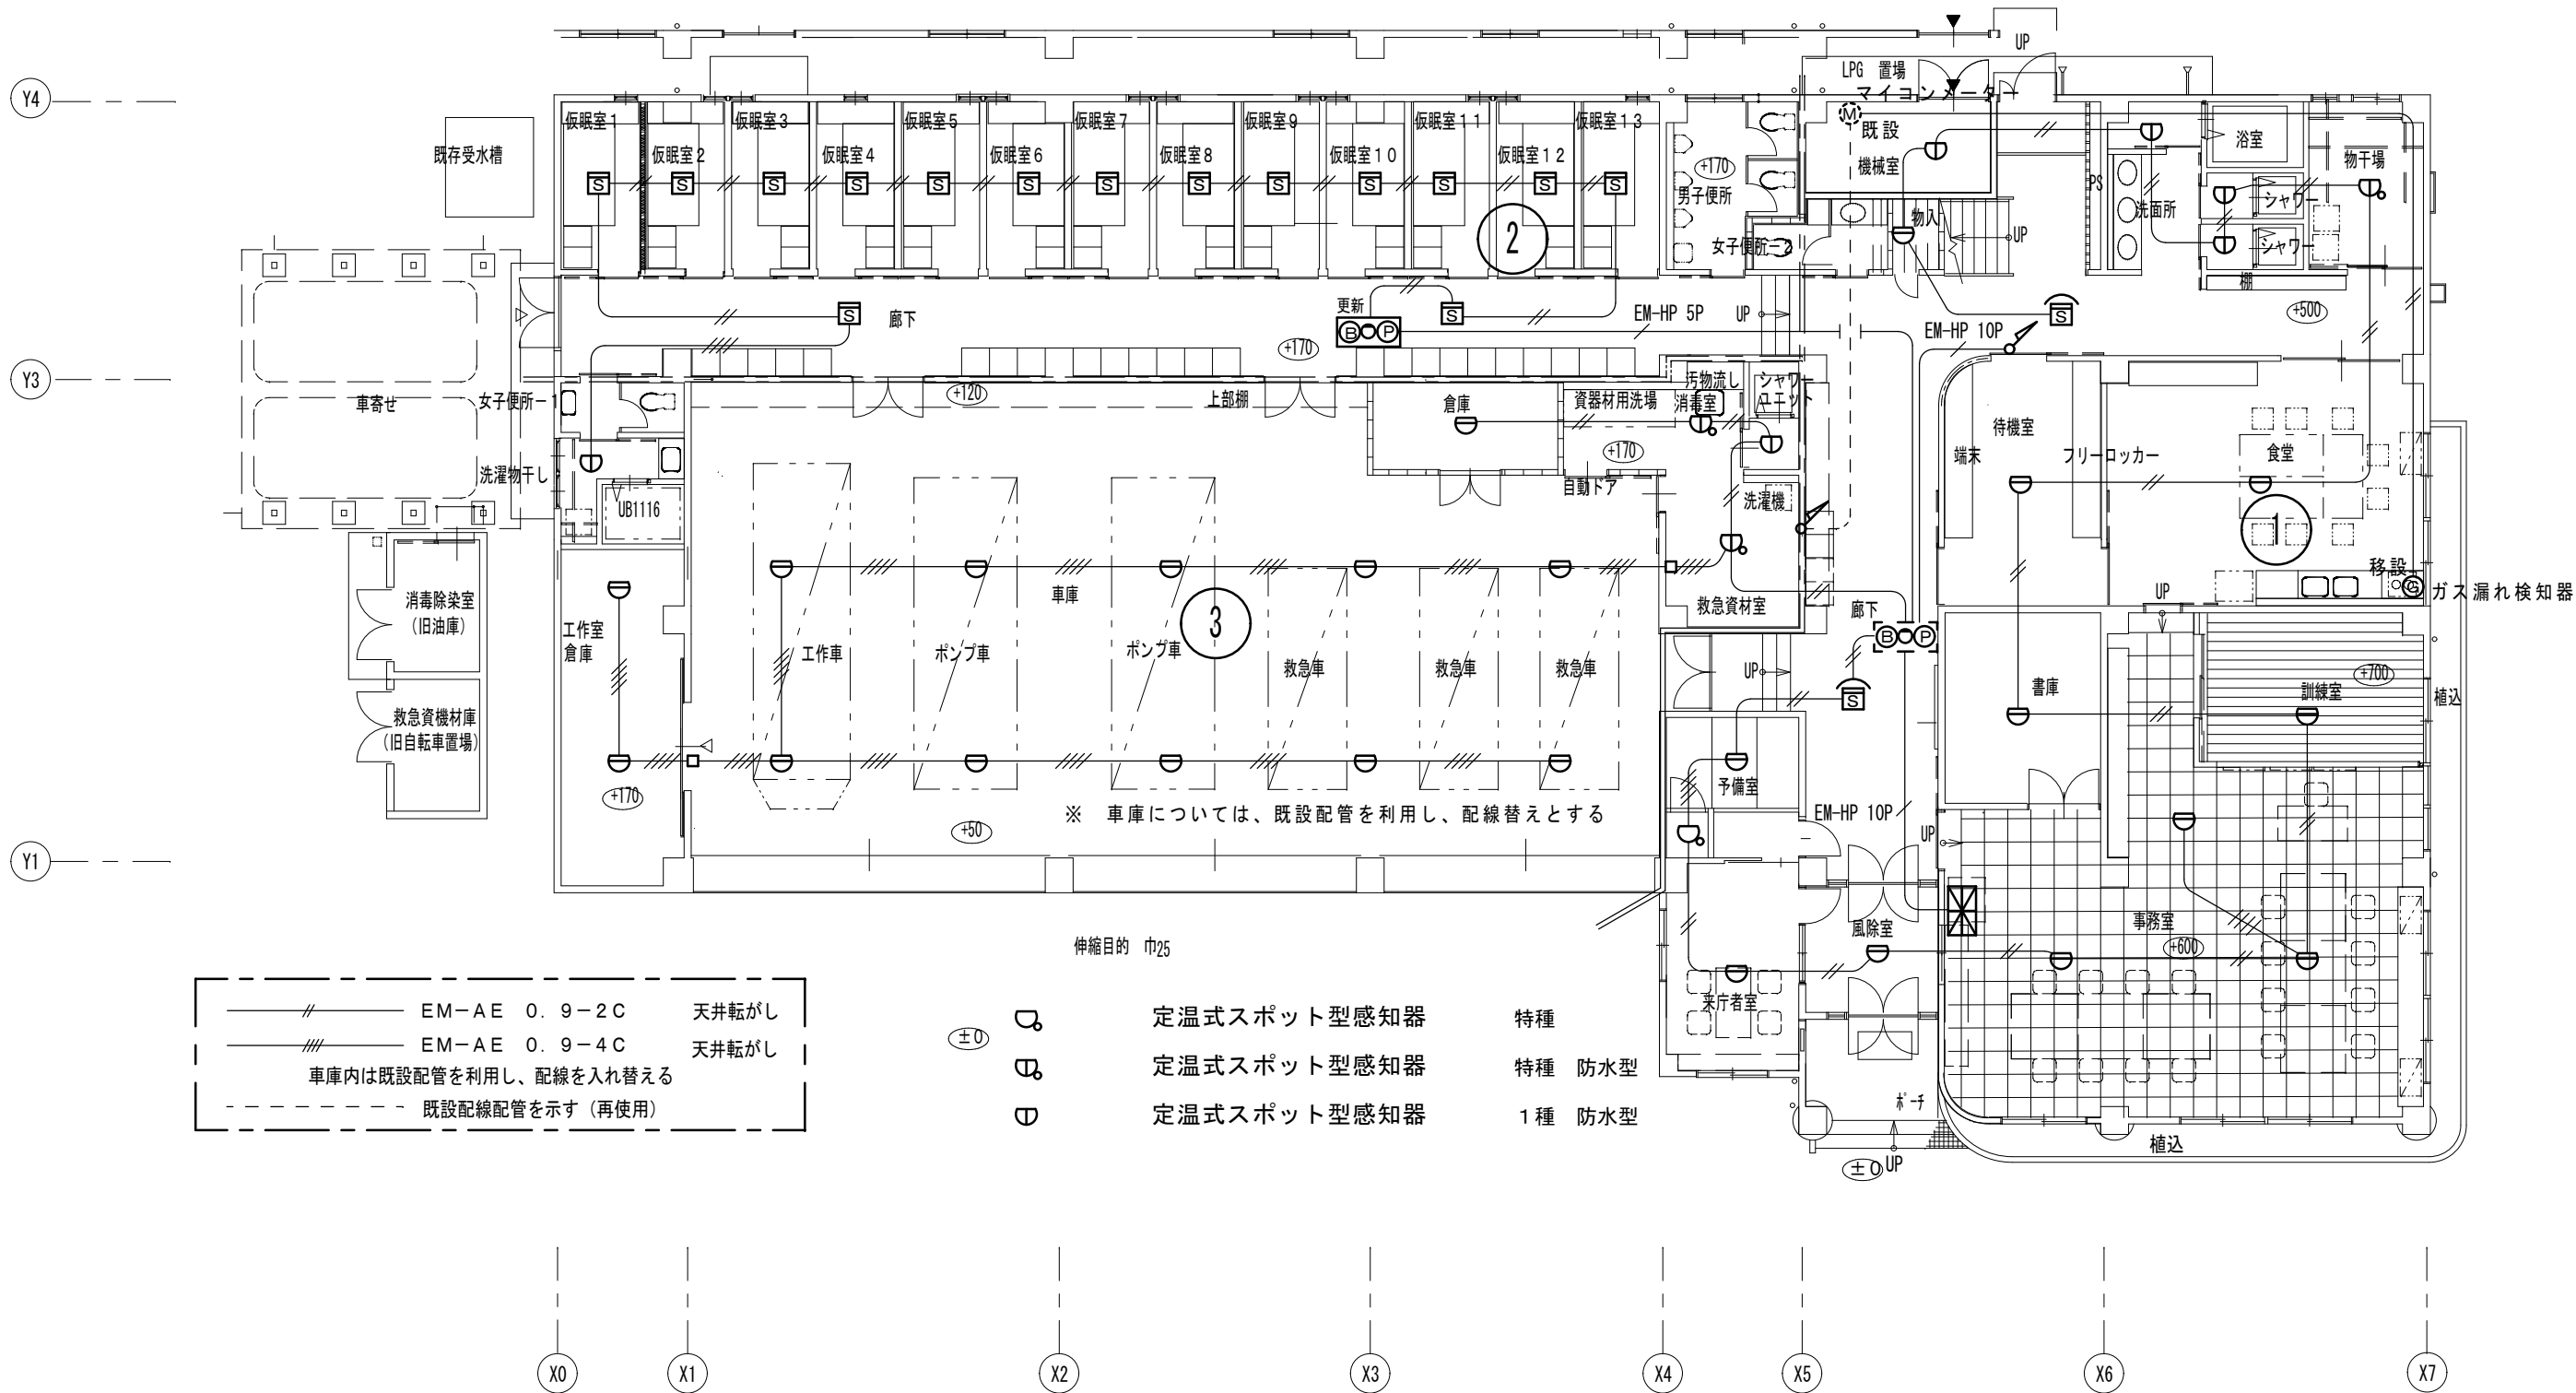 UP
LPG 置場
Y4
マイコンメーター
仮眠室1
仮眠室3
仮眠室5
仮眠室7
仮眠室9
仮眠室11
仮眠室13
M
既設
機械室
浴室
既存受水槽
仮眠室2
仮眠室4
仮眠室6
仮眠室8
仮眠室10
仮眠室12
物干場
+170
S S S S S S S S S S S S S
男子便所
PS
シャワー
洗面所
物入
2
女子便所-2
UP
シャワー
棚
更新
S
廊下
B P
S
EM-HP 5P
UP
S
+500
EM-HP 10P
+170
Y3
車寄せ
女子便所-1
+120
上部棚
倉庫
資器材用洗場
汚物流し
消毒室
シャワー
ユニット
待機室
端末
フリーロッカー
食堂
+170
洗濯物干し
UB1116
自動ドア
洗濯機
1
移設
G
ガス漏れ検知器
消毒除染室
(旧油庫)
工作室
倉庫
車庫
3
救急資材室
廊下
B P
UP
工作車
ポンプ車
ポンプ車
救急車
救急車
救急車
UP
S
書庫
訓練室
+700
植込
救急資機材庫
(旧自転車置場)
予備室
+170
+50
※ 車庫については、既設配管を利用し、配線替えとする
EM-HP 10P
UP
Y1
風除室
事務室
+600
伸縮目的 巾25
来庁者室
EM-AE 0.9-2C 天井転がし
EM-AE 0.9-4C 天井転がし
車庫内は既設配管を利用し、配線を入れ替える
既設配線配管を示す(再使用)
±0
定温式スポット型感知器 特種
定温式スポット型感知器 特種 防水型
定温式スポット型感知器 1種 防水型
ポーチ
植込
±0
UP
X0
X1
X2
X3
X4
X5
X6
X7